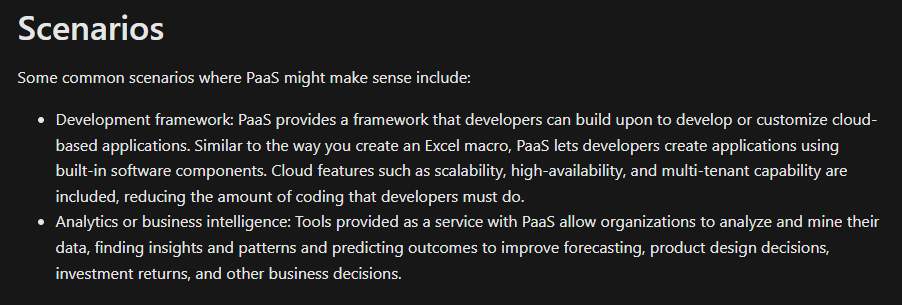 Scenarios
Some common scenarios where PaaS might make sense include:
• Development framework: PaaS provides a framework that developers can build upon to develop or customize cloud-
based applications. Similar to the way you create an Excel macro, PaaS lets developers create applications using
built-in software components. Cloud features such as scalability, high-availability, and multi-tenant capability are
included, reducing the amount of coding that developers must do.
• Analytics or business intelligence: Tools provided as a service with PaaS allow organizations to analyze and mine their
data, finding insights and patterns and predicting outcomes to improve forecasting, product design decisions,
investment returns, and other business decisions.